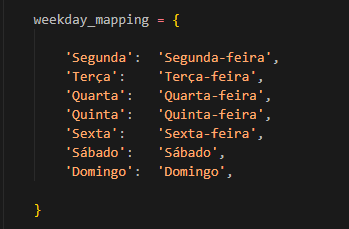 weekday_mapping = {
'Segunda': 'Segunda-feira',
'Terça': 'Terça-feira',
'Quarta': 'Quarta-feira',
'Quinta': 'Quinta-feira',
'Sexta': 'Sexta-feira',
'Sábado': 'Sábado',
'Domingo': 'Domingo',
}